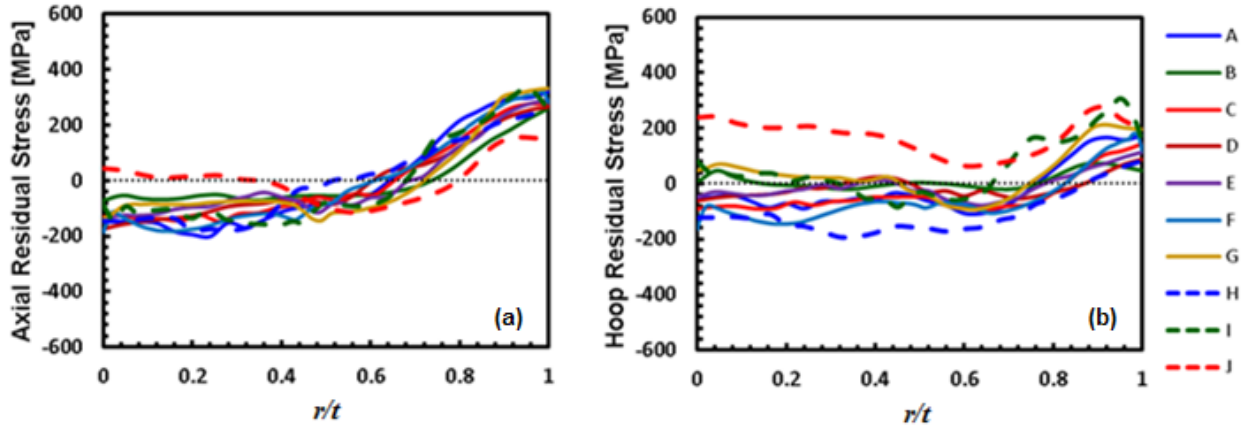 600
400
200
0
-200
-400
-600
Axial Residual Stress [MPa]
(a)
0 0.2 0.4 0.6 0.8 1
r/t
600
400
200
0
-200
-400
-600
Hoop Residual Stress [MPa]
(b)
0 0.2 0.4 0.6 0.8 1
r/t
A
B
C
D
E
F
G
H
I
J